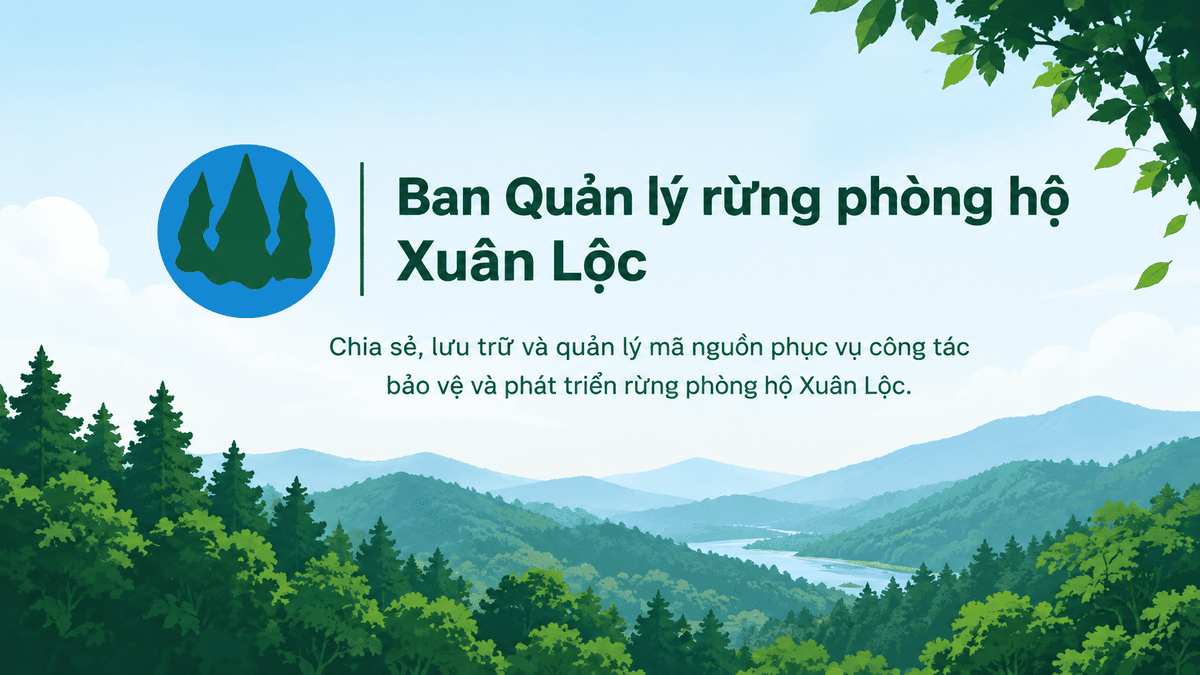 Ban Quản lý rừng phòng hộ
Xuân Lộc
Chia sẻ, lưu trữ và quản lý mã nguồn phục vụ công tác
bảo vệ và phát triển rừng phòng hộ Xuân Lộc.